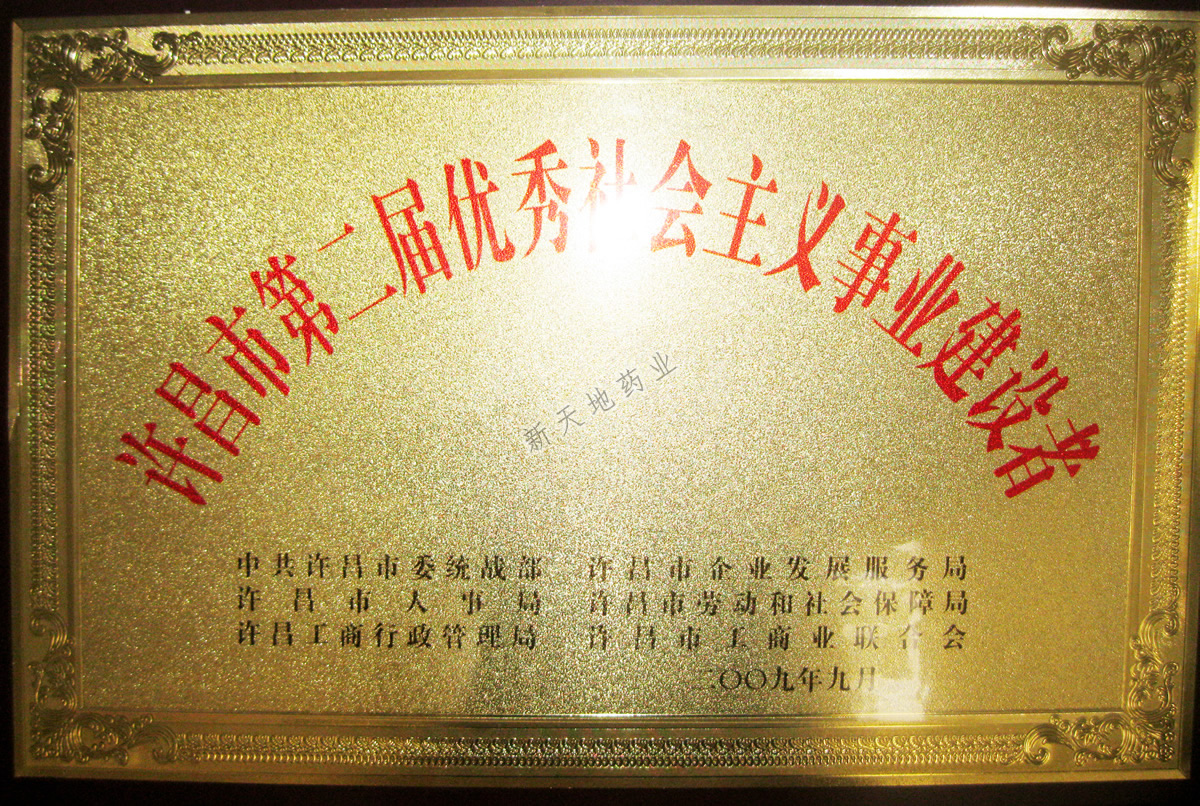 许昌市第二届优秀社会主义事业建设者
新天地药业
中共许昌市委统战部 许昌市企业发展服务局
许昌市人事局 许昌市劳动和社会保障局
许昌工商行政管理局 许昌市工商业联合会
二〇〇九年九月